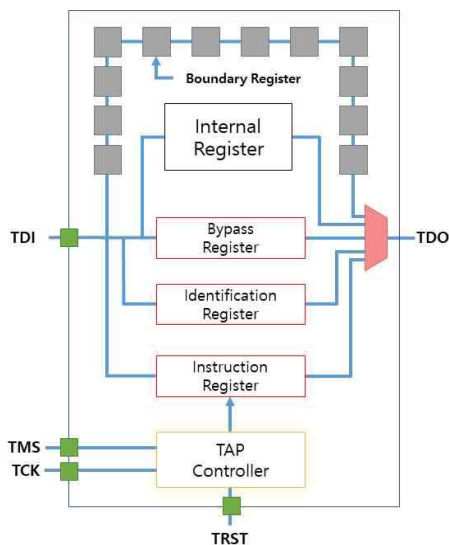 Boundary Register
Internal
Register
TDI
Bypass
Register
TDO
Identification
Register
Instruction
Register
TMS
TCK
TAP
Controller
TRST